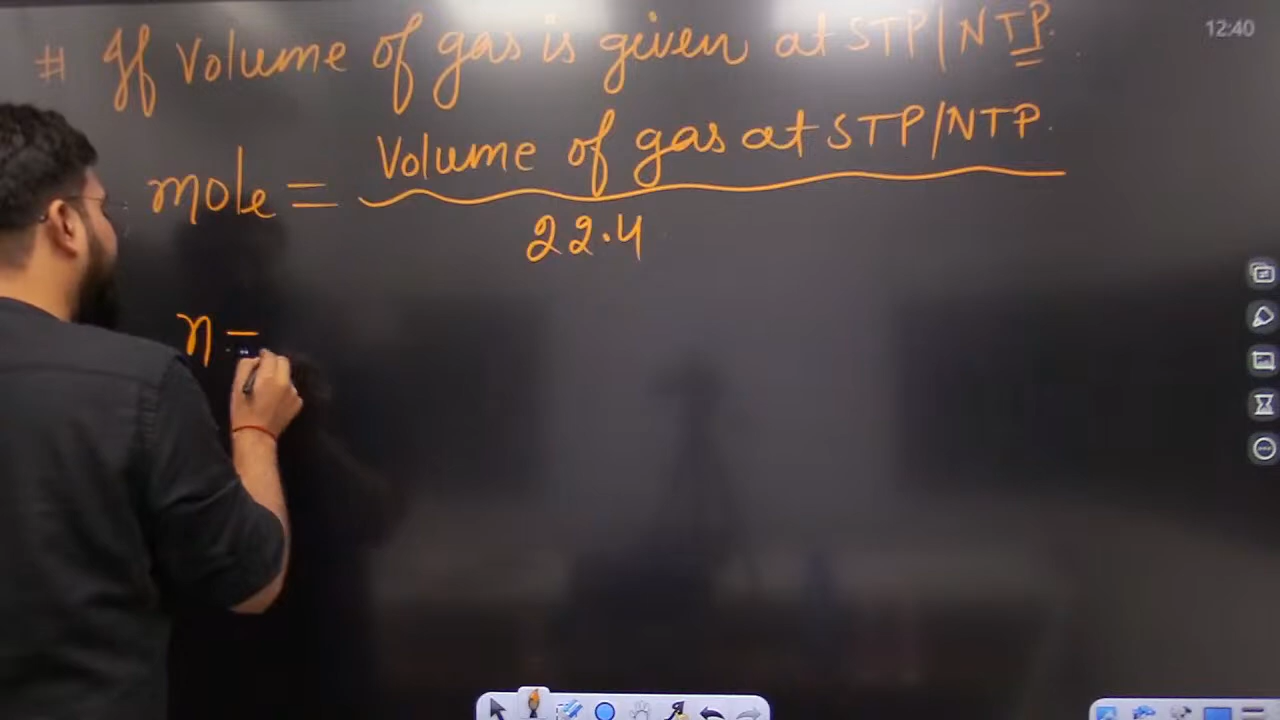 12:40
# If Volume of gas is given at STP/NTP.
mole = Volume of gas at STP/NTP.
22.4
n =